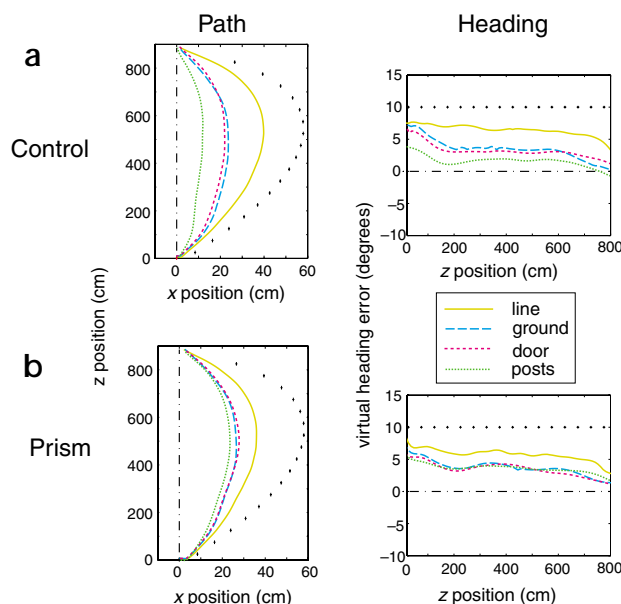 Path
Heading
a
Control
800
600
400
200
0
0 20 40 60
x position (cm)
15
10
5
0
−5
−10
0 200 400 600 800
z position (cm)
z position (cm)
virtual heading error (degrees)
line
ground
door
posts
b
Prism
800
600
400
200
0
0 20 40 60
x position (cm)
15
10
5
0
−5
−10
0 200 400 600 800
z position (cm)